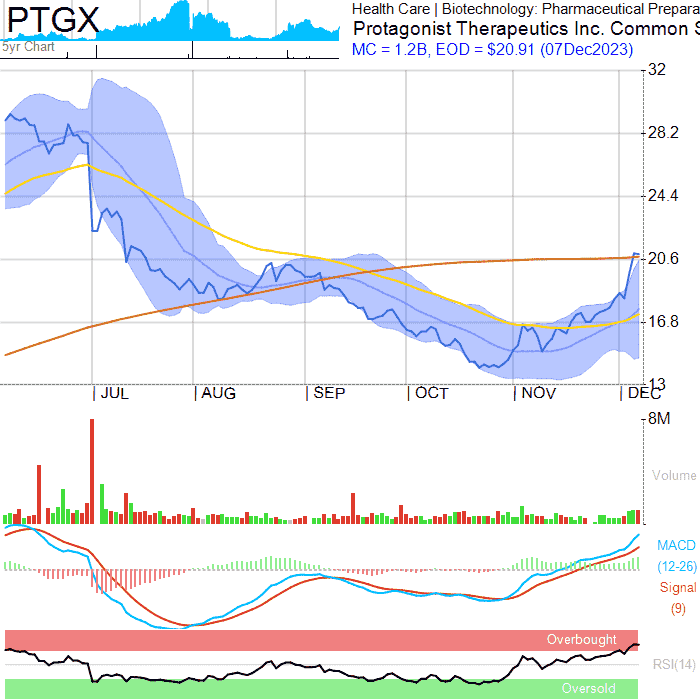 PTGX
5yr Chart
Health Care | Biotechnology: Pharmaceutical Prepara
Protagonist Therapeutics Inc. Common S
MC = 1.2B, EOD = $20.91 (07Dec2023)
32
28.2
24.4
20.6
16.8
13
JUL
AUG
SEP
OCT
NOV
DEC
8M
Volume
MACD
(12-26)
Signal
(9)
Overbought
RSI(14)
Oversold